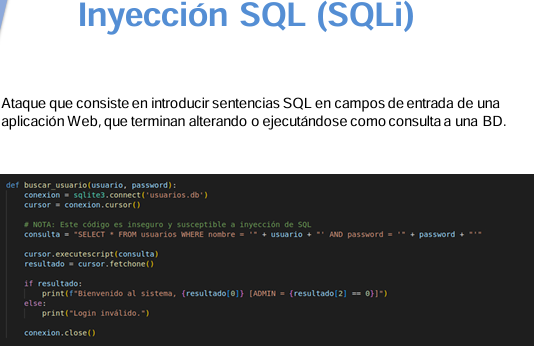 Inyección SQL (SQLi)
Ataque que consiste en introducir sentencias SQL en campos de entrada de una
aplicación Web, que terminan alterando o ejecutándose como consulta a una BD.
def buscar_usuario(usuario, password):
    conexion = sqlite3.connect('usuarios.db')
    cursor = conexion.cursor()
    # NOTA: Este código es inseguro y susceptible a inyección de SQL
    consulta = "SELECT * FROM usuarios WHERE nombre = '" + usuario + "' AND password = '" + password + "'"
    cursor.executescript(consulta)
    resultado = cursor.fetchone()
    if resultado:
        print(f"Bienvenido al sistema, {resultado[0]} [ADMIN = {resultado[2] == 0}]")
    else:
        print("Login inválido.")
    conexion.close()